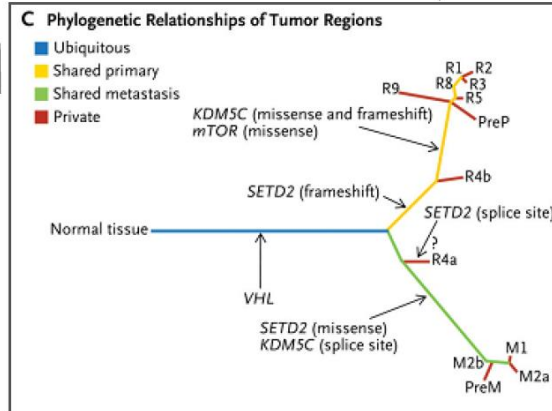 C Phylogenetic Relationships of Tumor Regions
Ubiquitous
Shared primary
Shared metastasis
Private
R1
R2
R8
R3
R9
R5
PreP
KDM5C (missense and frameshift)
mTOR (missense)
R4b
SETD2 (frameshift)
SETD2 (splice site)
?
Normal tissue
R4a
VHL
SETD2 (missense)
KDM5C (splice site)
M1
M2b
M2a
PreM